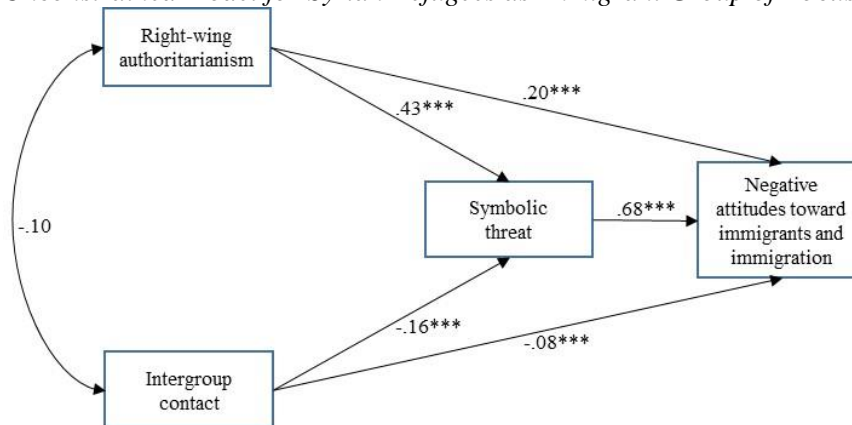 Right-wing
authoritarianism
.20***
.43***
Negative
attitudes toward
immigrants and
immigration
Symbolic
threat
.68***
-.10
-.16***
-.08***
Intergroup
contact